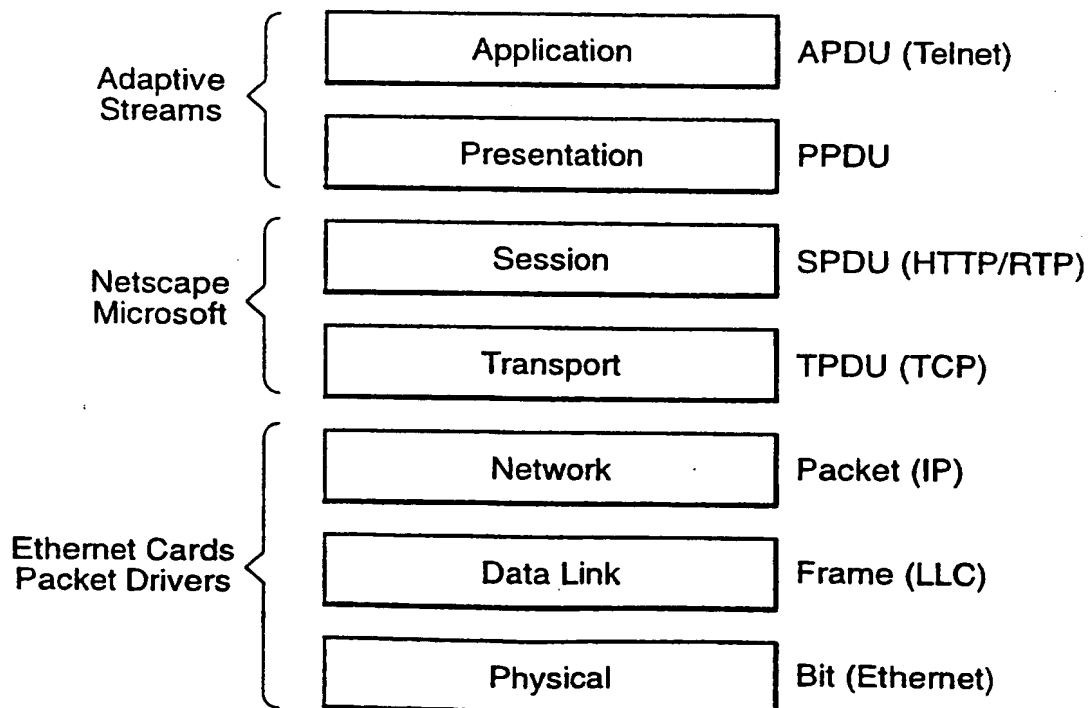 Adaptive
Streams
Application
APDU (Telnet)
Presentation
PPDU
Netscape
Microsoft
Session
SPDU (HTTP/RTP)
Transport
TPDU (TCP)
Ethernet Cards
Packet Drivers
Network
Packet (IP)
Data Link
Frame (LLC)
Physical
Bit (Ethernet)